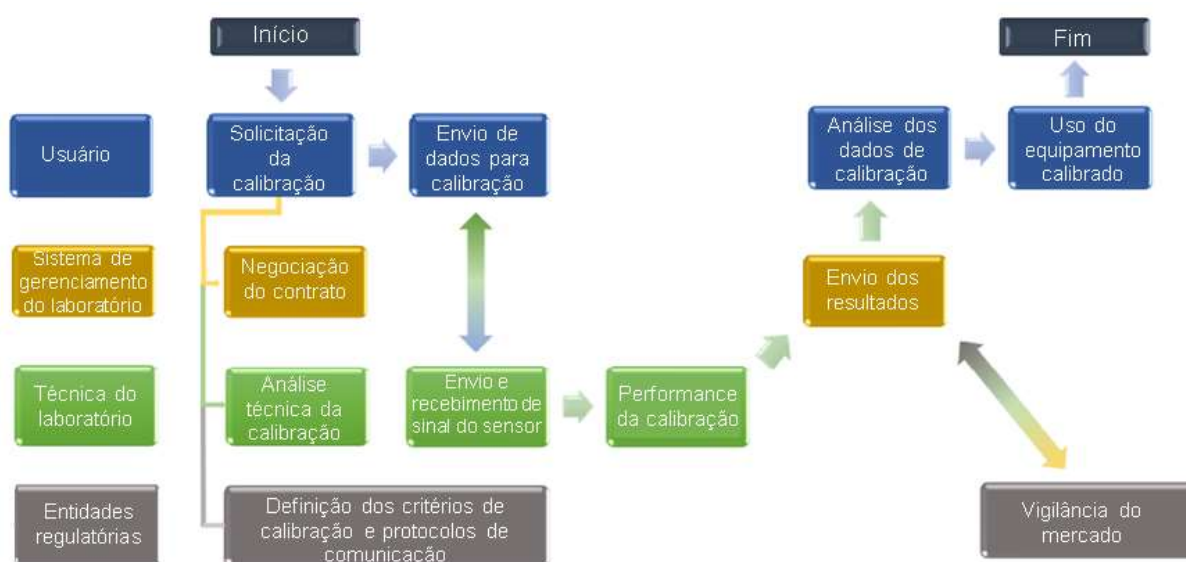 Início
Fim
Usuário
Solicitação
da
calibração
Envio de
dados para
calibração
Análise dos
dados de
calibração
Uso do
equipamento
calibrado
Sistema de
gerenciamento
do laboratório
Negociação
do contrato
Envio dos
resultados
Técnica do
laboratório
Análise
técnica da
calibração
Envio e
recebimento de
sinal do sensor
Performance
da calibração
Entidades
regulatórias
Definição dos critérios de
calibração e protocolos de
comunicação
Vigilância do
mercado